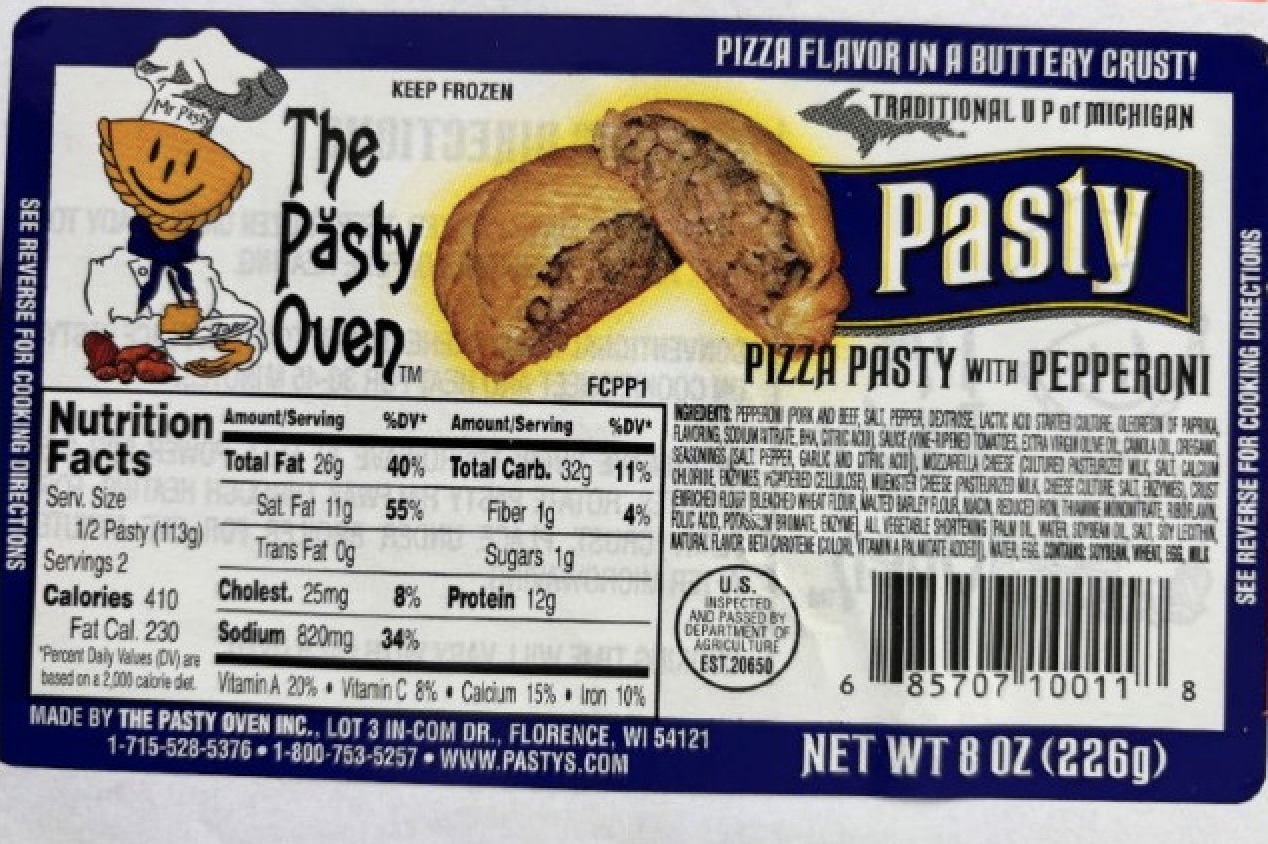 PIZZA FLAVOR IN A BUTTERY CRUST!
KEEP FROZEN
TRADITIONAL U P of MICHIGAN
Mr Pasty
The
Păsty
Oven™
Pasty
PIZZA PASTY WITH PEPPERONI
FCPP1
SEE REVERSE FOR COOKING DIRECTIONS
Nutrition
Facts
Serv. Size
1/2 Pasty (113g)
Servings 2
Calories 410
Fat Cal. 230
*Percent Daily Values (DV) are
based on a 2,000 calorie diet.
Amount/Serving %DV* Amount/Serving %DV*
Total Fat 26g 40% Total Carb. 32g 11%
Sat. Fat 11g 55% Fiber 1g 4%
Trans Fat 0g Sugars 1g
Cholest. 25mg 8% Protein 12g
Sodium 820mg 34%
Vitamin A 20% • Vitamin C 8% • Calcium 15% • Iron 10%
INGREDIENTS: PEPPERONI (PORK AND BEEF, SALT, PEPPER, DEXTROSE, LACTIC ACID STARTER CULTURE, OLEORESIN OF PAPRIKA,
FLAVORING, SODIUM NITRATE, BHA, CITRIC ACID), SAUCE (VINE-RIPENED TOMATOES, EXTRA VIRGIN OLIVE OIL, CANOLA OIL, OREGANO,
SEASONINGS (SALT, PEPPER, GARLIC AND CITRIC ACID), MOZZARELLA CHEESE (CULTURED PASTEURIZED MILK, SALT, CALCIUM
CHLORIDE, ENZYMES, POWDERED CELLULOSE), MUENSTER CHEESE (PASTEURIZED MILK, CHEESE CULTURE, SALT, ENZYMES), CRUST
ENRICHED FLOUR (BLEACHED WHEAT FLOUR, MALTED BARLEY FLOUR, NIACIN, REDUCED IRON, THIAMINE MONONITRATE, RIBOFLAVIN,
FOLIC ACID, POTASSIUM BROMATE, ENZYME), ALL VEGETABLE SHORTENING (PALM OIL, WATER, SOYBEAN OIL, SALT, SOY LECITHIN,
NATURAL FLAVOR, BETA CAROTENE (COLOR), VITAMIN A PALMITATE ADDED), WATER, EGG. CONTAINS: SOYBEAN, WHEAT, EGG, MILK
U.S.
INSPECTED
AND PASSED BY
DEPARTMENT OF
AGRICULTURE
EST.20650
6 85707 10011 8
SEE REVERSE FOR COOKING DIRECTIONS
MADE BY THE PASTY OVEN INC., LOT 3 IN-COM DR., FLORENCE, WI 54121
1-715-528-5376 • 1-800-753-5257 • WWW.PASTYS.COM
NET WT 8 OZ (226g)